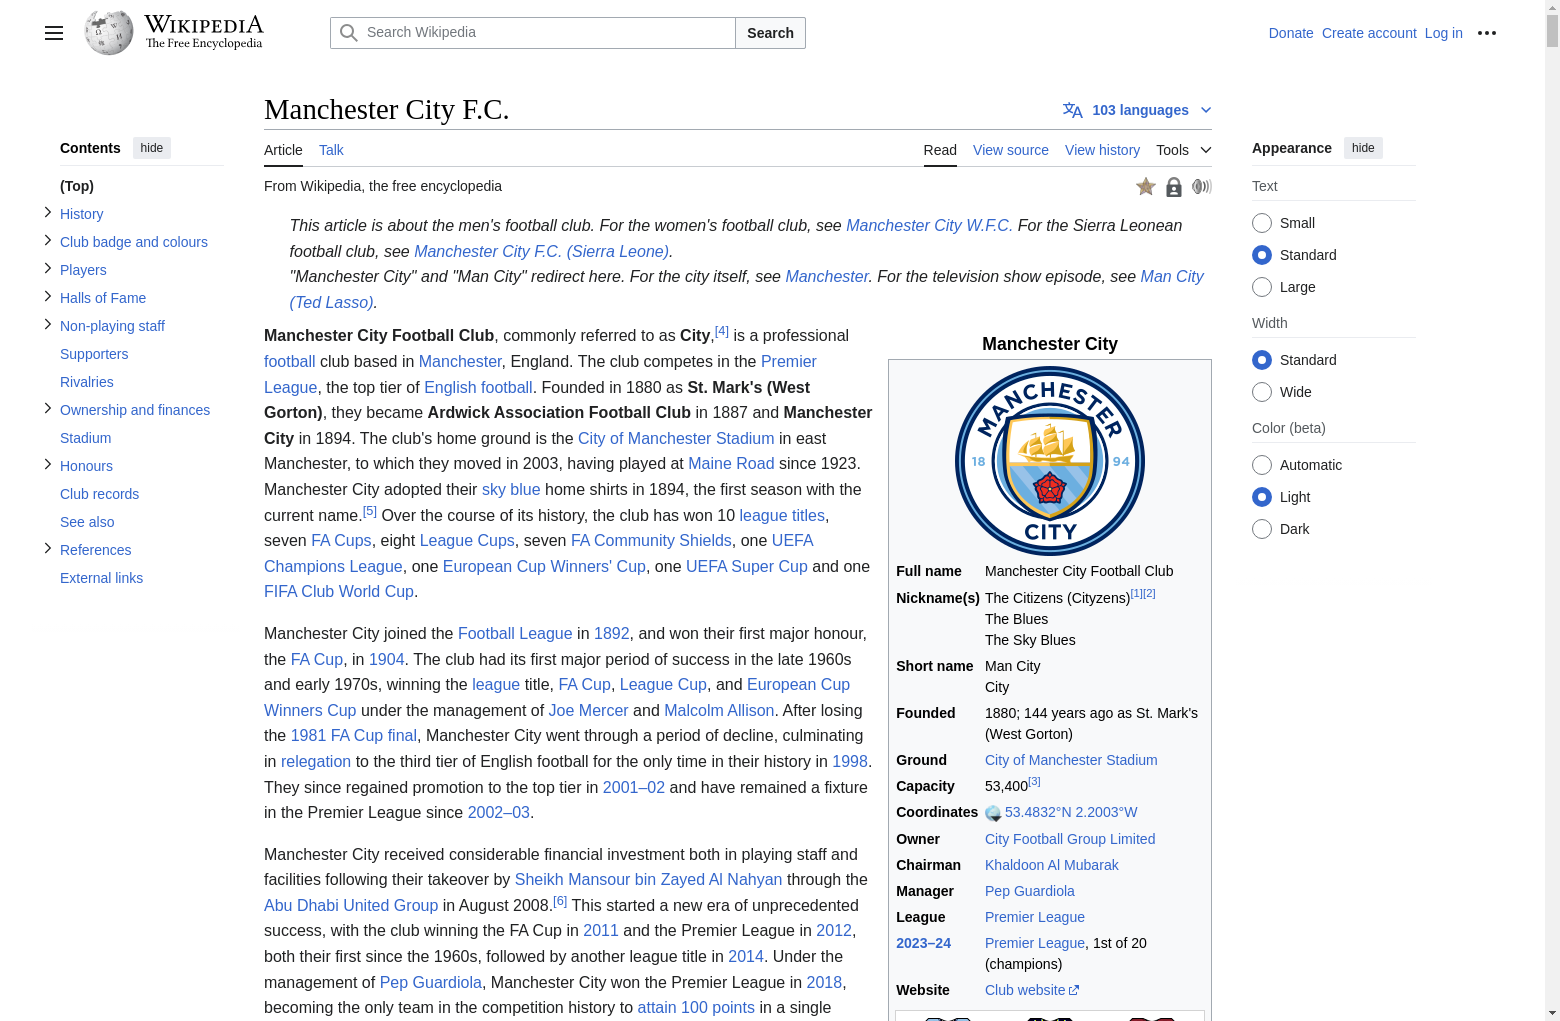 WIKIPEDIA
The Free Encyclopedia
Search Wikipedia
Search
Donate
Create account
Log in
Contents
hide
(Top)
History
Club badge and colours
Players
Halls of Fame
Non-playing staff
Supporters
Rivalries
Ownership and finances
Stadium
Honours
Club records
See also
References
External links
Manchester City F.C.
103 languages
Article
Talk
Read
View source
View history
Tools
From Wikipedia, the free encyclopedia
This article is about the men's football club. For the women's football club, see Manchester City W.F.C. For the Sierra Leonean
football club, see Manchester City F.C. (Sierra Leone).
"Manchester City" and "Man City" redirect here. For the city itself, see Manchester. For the television show episode, see Man City
(Ted Lasso).
Manchester City Football Club, commonly referred to as City,[4] is a professional
football club based in Manchester, England. The club competes in the Premier
League, the top tier of English football. Founded in 1880 as St. Mark's (West
Gorton), they became Ardwick Association Football Club in 1887 and Manchester
City in 1894. The club's home ground is the City of Manchester Stadium in east
Manchester, to which they moved in 2003, having played at Maine Road since 1923.
Manchester City adopted their sky blue home shirts in 1894, the first season with the
current name.[5] Over the course of its history, the club has won 10 league titles,
seven FA Cups, eight League Cups, seven FA Community Shields, one UEFA
Champions League, one European Cup Winners' Cup, one UEFA Super Cup and one
FIFA Club World Cup.
Manchester City joined the Football League in 1892, and won their first major honour,
the FA Cup, in 1904. The club had its first major period of success in the late 1960s
and early 1970s, winning the league title, FA Cup, League Cup, and European Cup
Winners Cup under the management of Joe Mercer and Malcolm Allison. After losing
the 1981 FA Cup final, Manchester City went through a period of decline, culminating
in relegation to the third tier of English football for the only time in their history in 1998.
They since regained promotion to the top tier in 2001–02 and have remained a fixture
in the Premier League since 2002–03.
Manchester City received considerable financial investment both in playing staff and
facilities following their takeover by Sheikh Mansour bin Zayed Al Nahyan through the
Abu Dhabi United Group in August 2008.[6] This started a new era of unprecedented
success, with the club winning the FA Cup in 2011 and the Premier League in 2012,
both their first since the 1960s, followed by another league title in 2014. Under the
management of Pep Guardiola, Manchester City won the Premier League in 2018,
becoming the only team in the competition history to attain 100 points in a single
Manchester City
MANCHESTER
18 94
CITY
Full name Manchester City Football Club
Nickname(s) The Citizens (Cityzens)[1][2]
The Blues
The Sky Blues
Short name Man City
City
Founded 1880; 144 years ago as St. Mark's
(West Gorton)
Ground City of Manchester Stadium
Capacity 53,400[3]
Coordinates 53.4832°N 2.2003°W
Owner City Football Group Limited
Chairman Khaldoon Al Mubarak
Manager Pep Guardiola
League Premier League
2023–24 Premier League, 1st of 20
(champions)
Website Club website
Appearance
hide
Text
Small
Standard
Large
Width
Standard
Wide
Color (beta)
Automatic
Light
Dark